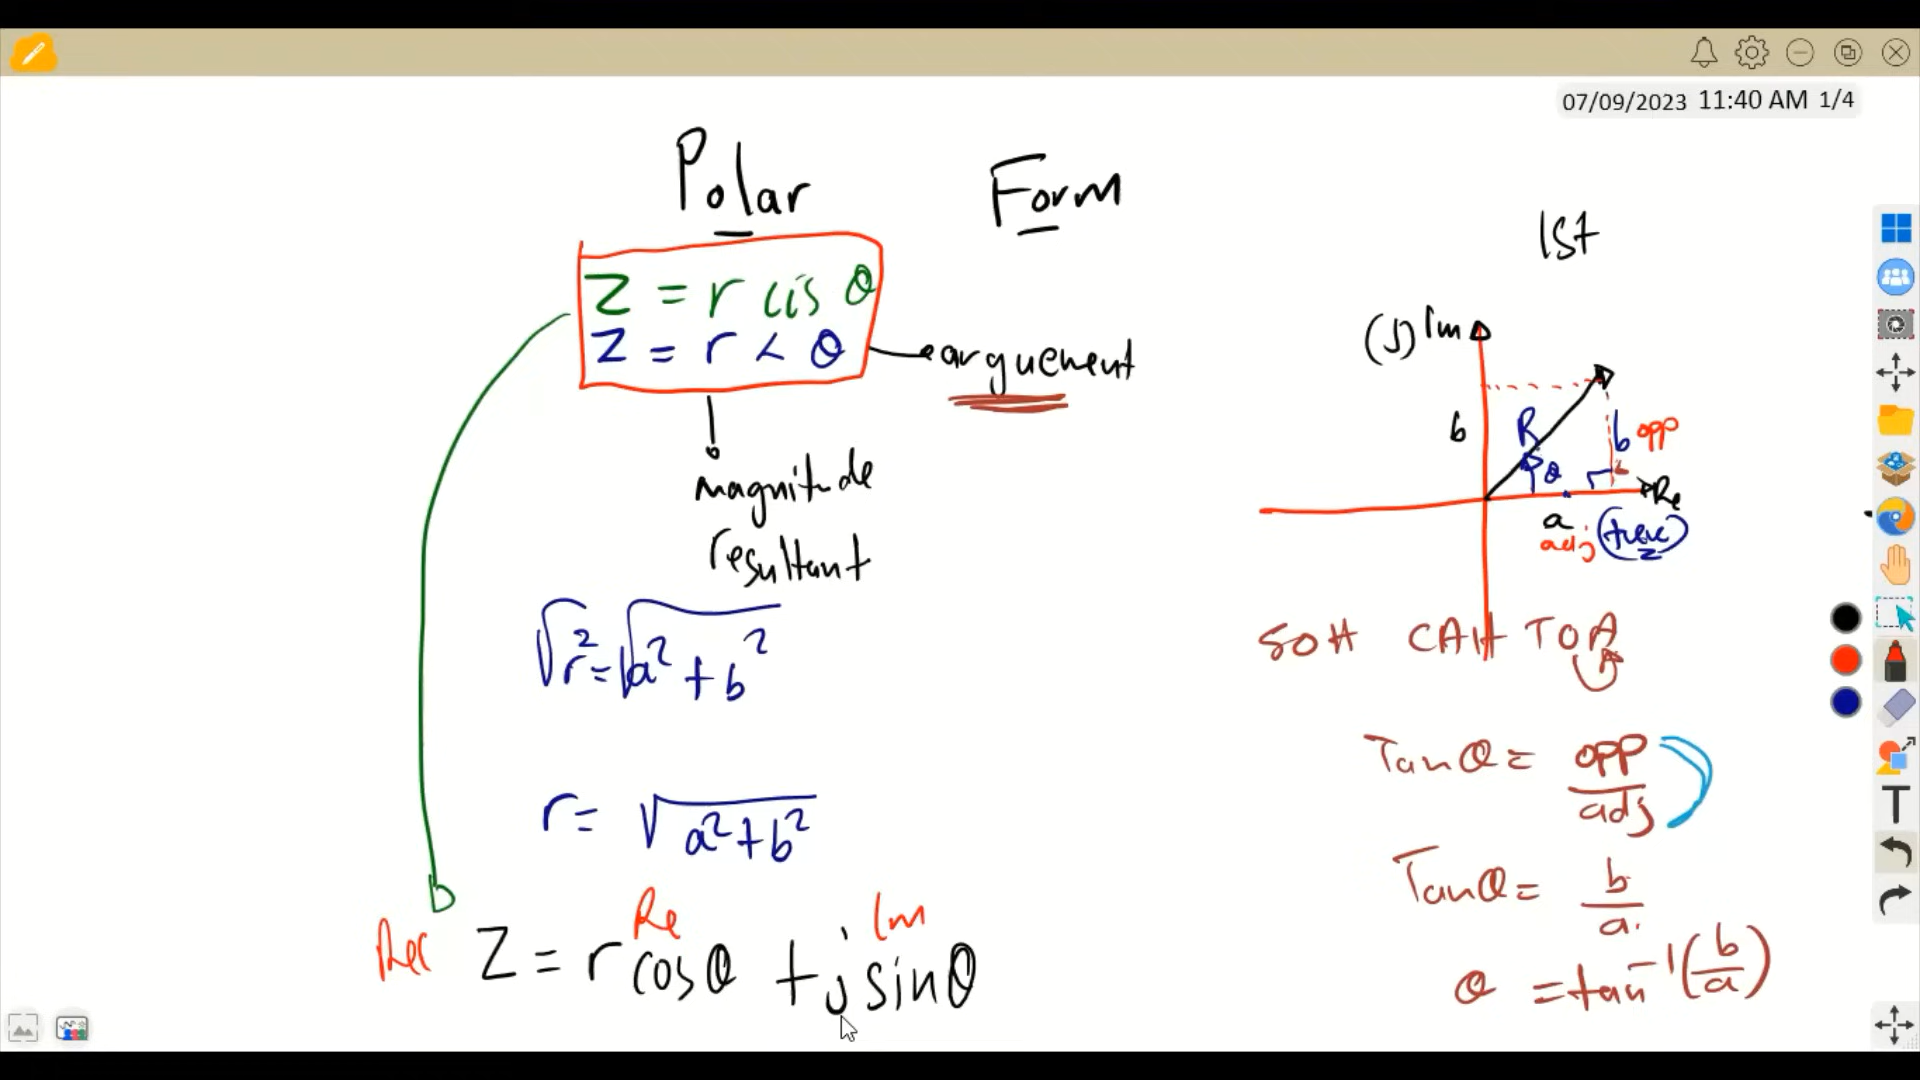 07/09/2023 11:40 AM 1/4
Polar Form
Z = r cis θ
Z = r < θ
arguement
magnitude
resultant
√r² = √a² + b²
r = √a² + b²
Re Im
Rec Z = r cosθ + j sinθ
1st
(J) Im
b R b opp
θ Re
a
adj
SOH CAH TOA
Tanθ = opp/adj
Tanθ = b/a
θ = tan⁻¹(b/a)
T